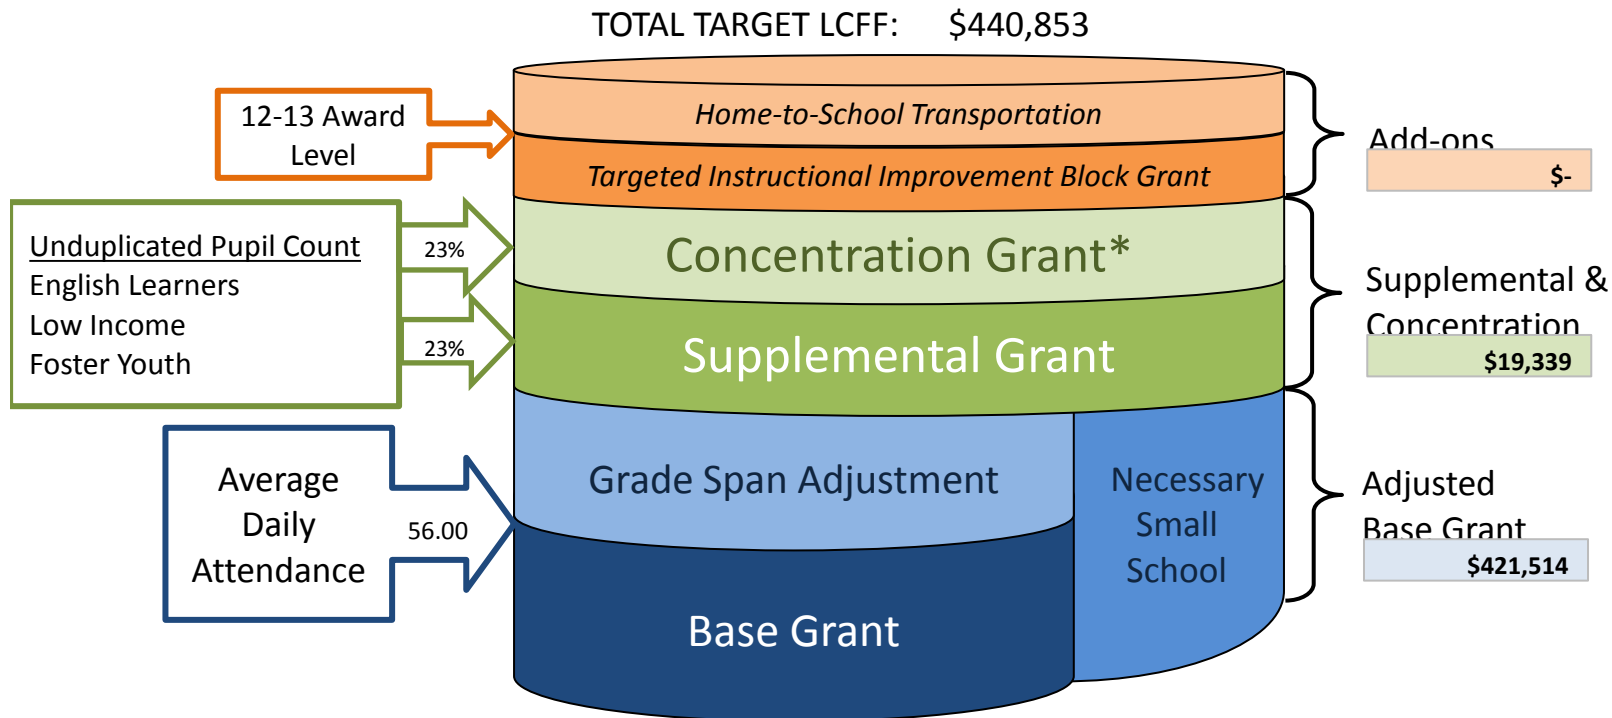 TOTAL TARGET LCFF: $440,853
12-13 Award
Level
Home-to-School Transportation
Targeted Instructional Improvement Block Grant
Add-ons
$-
Unduplicated Pupil Count
English Learners
Low Income
Foster Youth
23%
23%
Concentration Grant*
Supplemental Grant
Supplemental &
Concentration
$19,339
Average
Daily
Attendance
56.00
Grade Span Adjustment
Base Grant
Necessary
Small
School
Adjusted
Base Grant
$421,514